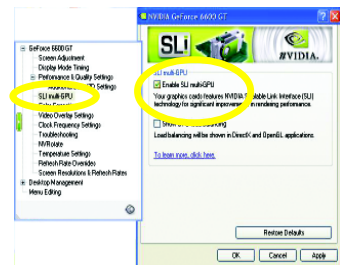 NVIDIA GeForce 6600 GT
GeForce 6600 GT
Screen Adjustment
Display Mode Timing
Performance & Quality Settings
Settings
SLI multi-GPU
Video Overlay Settings
Clock Frequency Settings
Troubleshooting
NVRotate
Temperature Settings
Refresh Rate Overrides
Screen Resolutions & Refresh Rates
Desktop Management
Menu Editing
SLI
NVIDIA.
SLI multi-GPU
Enable SLI multi-GPU
Your graphics cards features NVIDIA Scalable Link Interface (SLI)
technology for significant improvement in rendering performance.
Load balancing will be shown in Direct3D and OpenGL applications.
To learn more, click here.
Restore Defaults
OK Cancel Apply